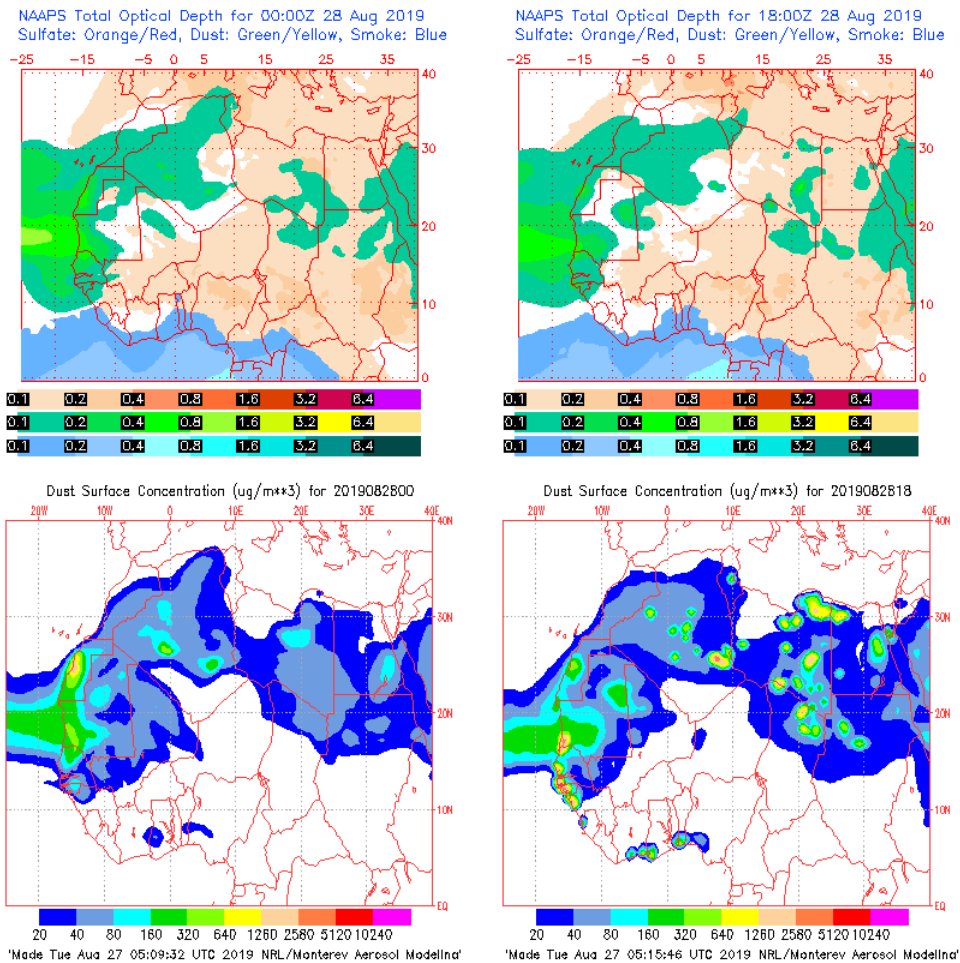 NAAPS Total Optical Depth for 00:00Z 28 Aug 2019
Sulfate: Orange/Red, Dust: Green/Yellow, Smoke: Blue
-25 -15 -5 0 5 15 25 35
40
30
20
10
0
0.1 0.2 0.4 0.8 1.6 3.2 6.4
0.1 0.2 0.4 0.8 1.6 3.2 6.4
0.1 0.2 0.4 0.8 1.6 3.2 6.4
NAAPS Total Optical Depth for 18:00Z 28 Aug 2019
Sulfate: Orange/Red, Dust: Green/Yellow, Smoke: Blue
-25 -15 -5 0 5 15 25 35
40
30
20
10
0
0.1 0.2 0.4 0.8 1.6 3.2 6.4
0.1 0.2 0.4 0.8 1.6 3.2 6.4
0.1 0.2 0.4 0.8 1.6 3.2 6.4
Dust Surface Concentration (ug/m**3) for 2019082800
20W 10W 0 10E 20E 30E 40E
40N
30N
20N
10N
EQ
20 40 80 160 320 640 1260 2580 5120 10240
'Made Tue Aug 27 05:09:32 UTC 2019 NRL/Monterey Aerosol Modeling'
Dust Surface Concentration (ug/m**3) for 2019082818
20W 10W 0 10E 20E 30E 40E
40N
30N
20N
10N
EQ
20 40 80 160 320 640 1260 2580 5120 10240
'Made Tue Aug 27 05:15:46 UTC 2019 NRL/Monterey Aerosol Modeling'